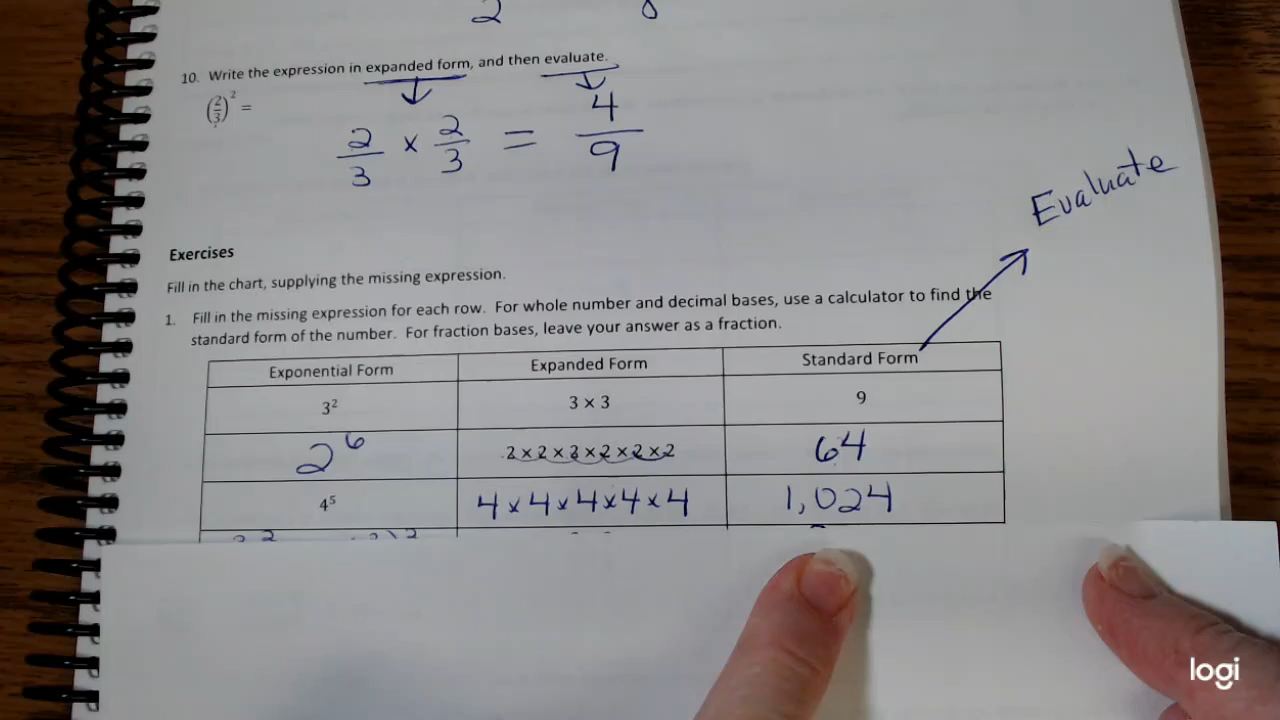 10. Write the expression in expanded form, and then evaluate.
(2/3)² =
2/3 × 2/3 = 4/9
Evaluate
Exercises
Fill in the chart, supplying the missing expression.
1. Fill in the missing expression for each row. For whole number and decimal bases, use a calculator to find the
standard form of the number. For fraction bases, leave your answer as a fraction.
Exponential Form Expanded Form Standard Form
3² 3 × 3 9
2⁶ 2 × 2 × 2 × 2 × 2 × 2 64
4⁵ 4 × 4 × 4 × 4 × 4 1,024
logi